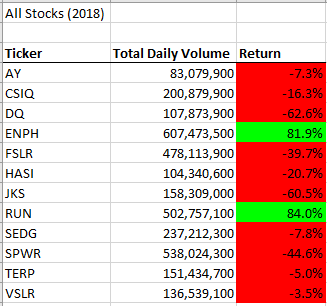 All Stocks (2018)
Ticker Total Daily Volume Return
AY 83,079,900 -7.3%
CSIQ 200,879,900 -16.3%
DQ 107,873,900 -62.6%
ENPH 607,473,500 81.9%
FSLR 478,113,900 -39.7%
HASI 104,340,600 -20.7%
JKS 158,309,000 -60.5%
RUN 502,757,100 84.0%
SEDG 237,212,300 -7.8%
SPWR 538,024,300 -44.6%
TERP 151,434,700 -5.0%
VSLR 136,539,100 -3.5%